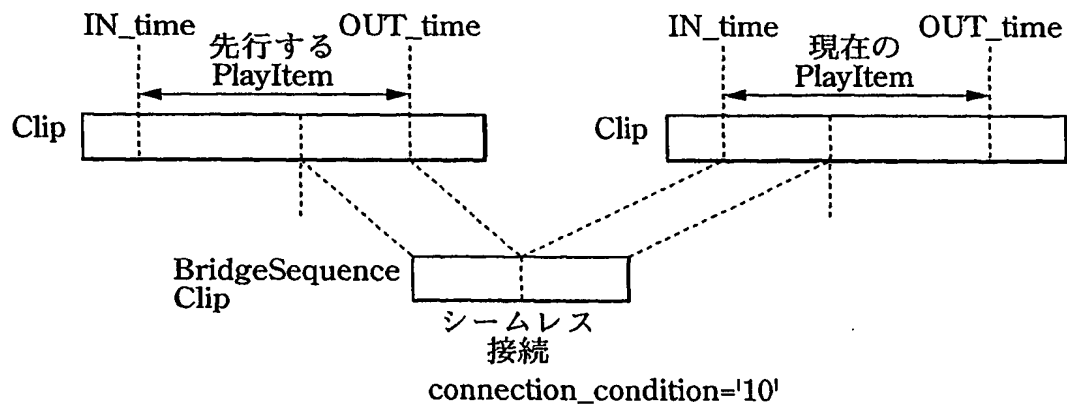 IN_time
OUT_time
IN_time
OUT_time
先行する
PlayItem
現在の
PlayItem
Clip
Clip
BridgeSequence
Clip
シームレス
接続
connection_condition='10'